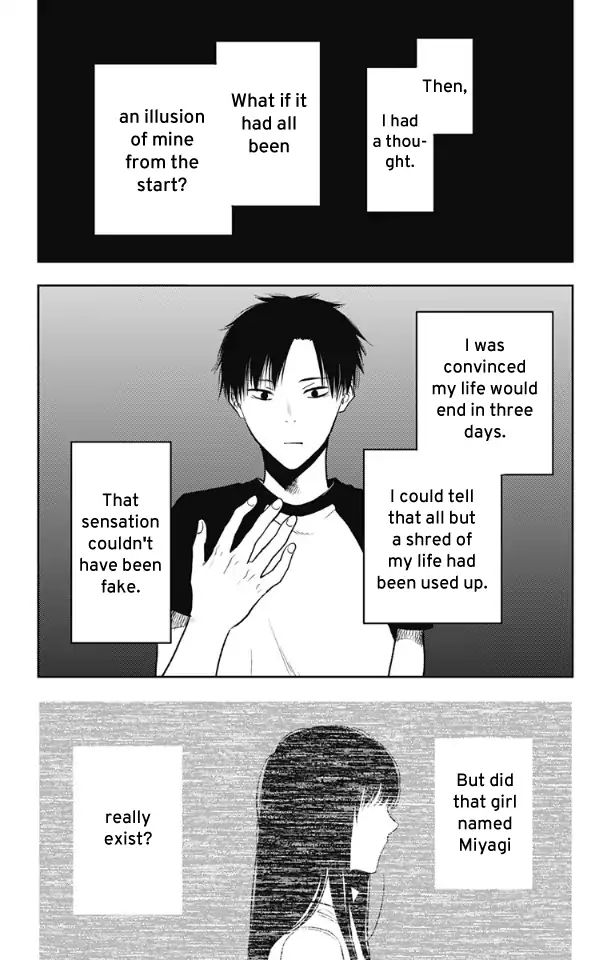 Then,
I had
a thou-
ght.
What if it
had all
been
an illusion
of mine
from the
start?
I was
convinced
my life would
end in three
days.
I could tell
that all but
a shred of
my life had
been used up.
That
sensation
couldn't
have been
fake.
But did
that girl
named
Miyagi
really
exist?